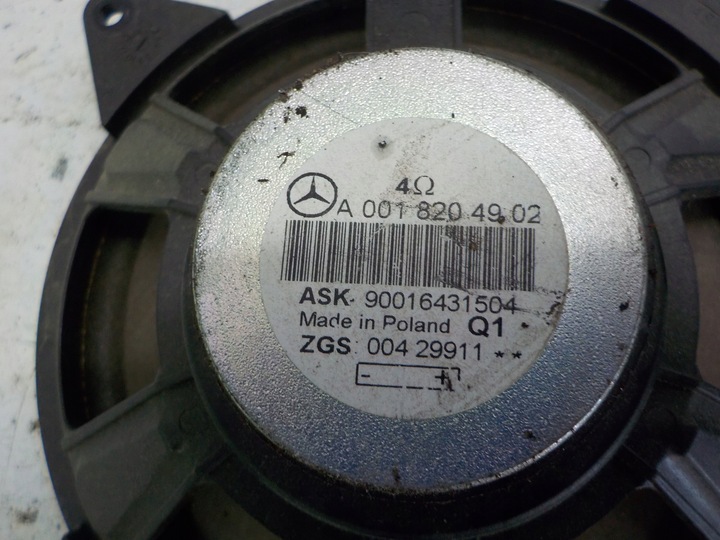 4Ω
A 001 820 49 02
ASK- 90016431504
Made in Poland Q1
ZGS: 004 29911 **
- +